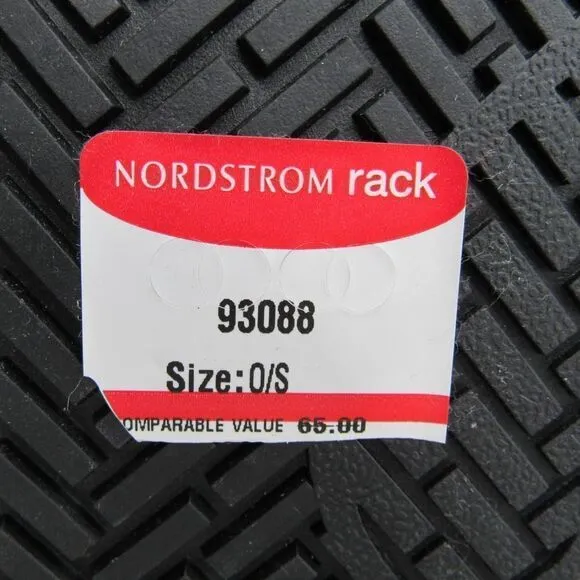 NORDSTROM rack
93088
Size:O/S
OMPARABLE VALUE 65.00